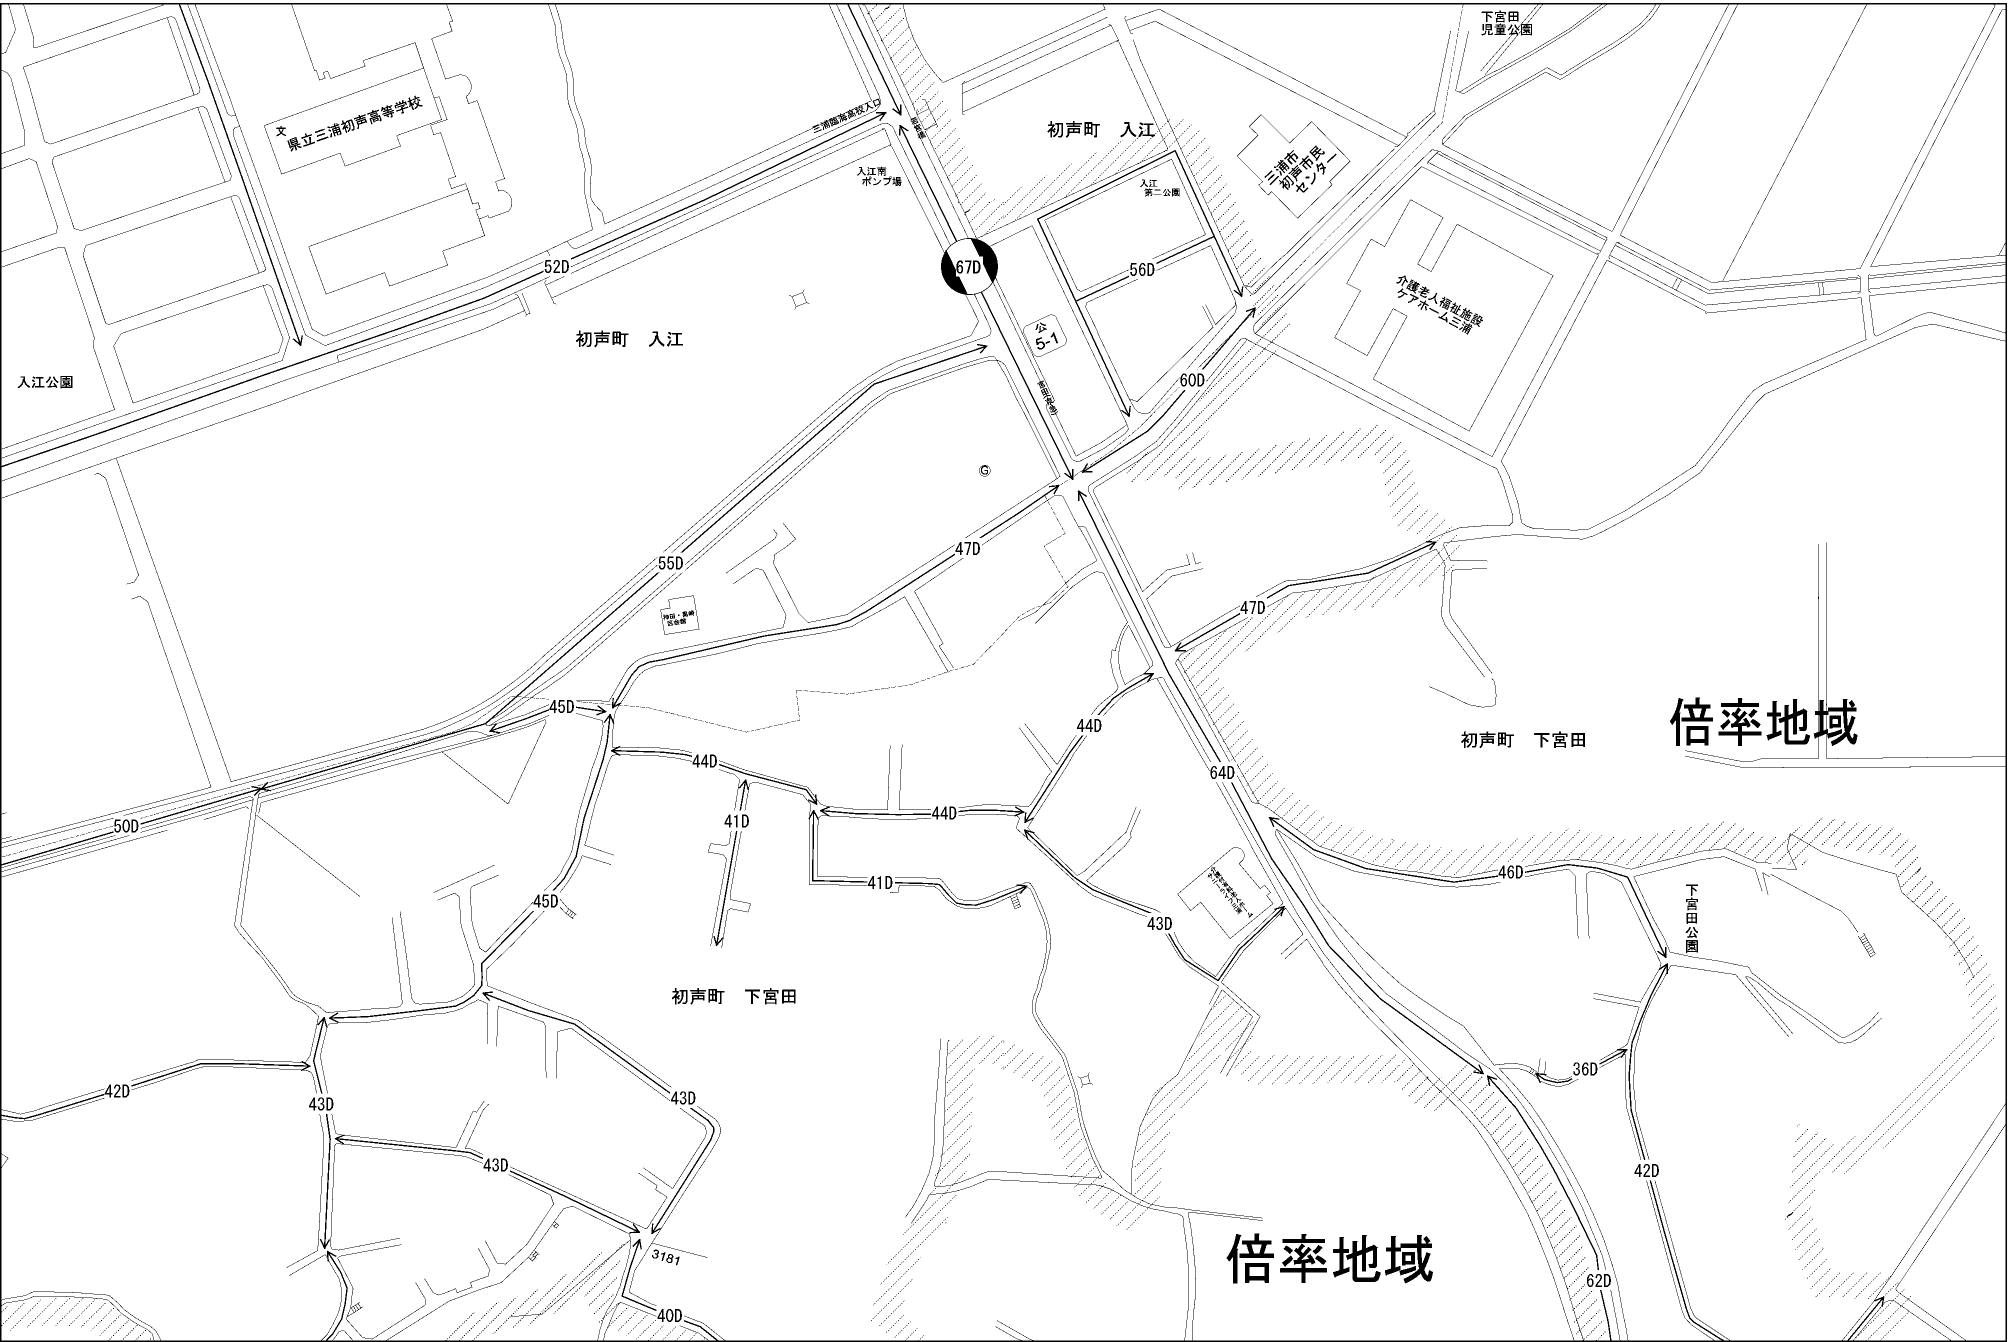 下宮田
児童公園
文
県立三浦初声高等学校
三浦臨海高校入口
初声町　入江
三浦市
初声市民
センター
入江南
ポンプ場
入江
第二公園
52D
67D
56D
介護老人福祉施設
ケアホーム三浦
公
5-1
初声町　入江
入江公園
60D
G
47D
55D
47D
45D
44D
44D
初声町　下宮田
倍率地域
64D
50D
41D
44D
46D
41D
45D
43D
下宮田公園
初声町　下宮田
36D
42D
43D
43D
43D
42D
3181
倍率地域
62D
40D